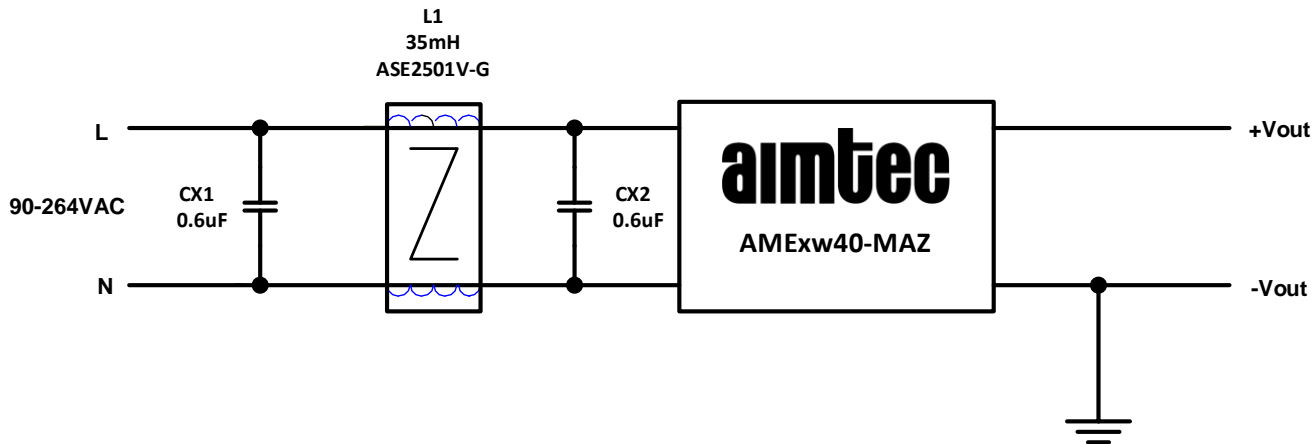 L1
35mH
ASE2501V-G
L
+Vout
aimtec
90-264VAC
CX1
0.6uF
CX2
0.6uF
AMExw40-MAZ
N
-Vout